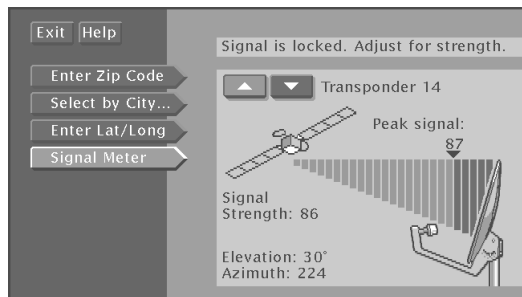 Exit Help
Signal is locked. Adjust for strength.
Enter Zip Code
Select by City...
Enter Lat/Long
Signal Meter
Transponder 14
Peak signal:
87
Signal
Strength: 86
Elevation: 30°
Azimuth: 224